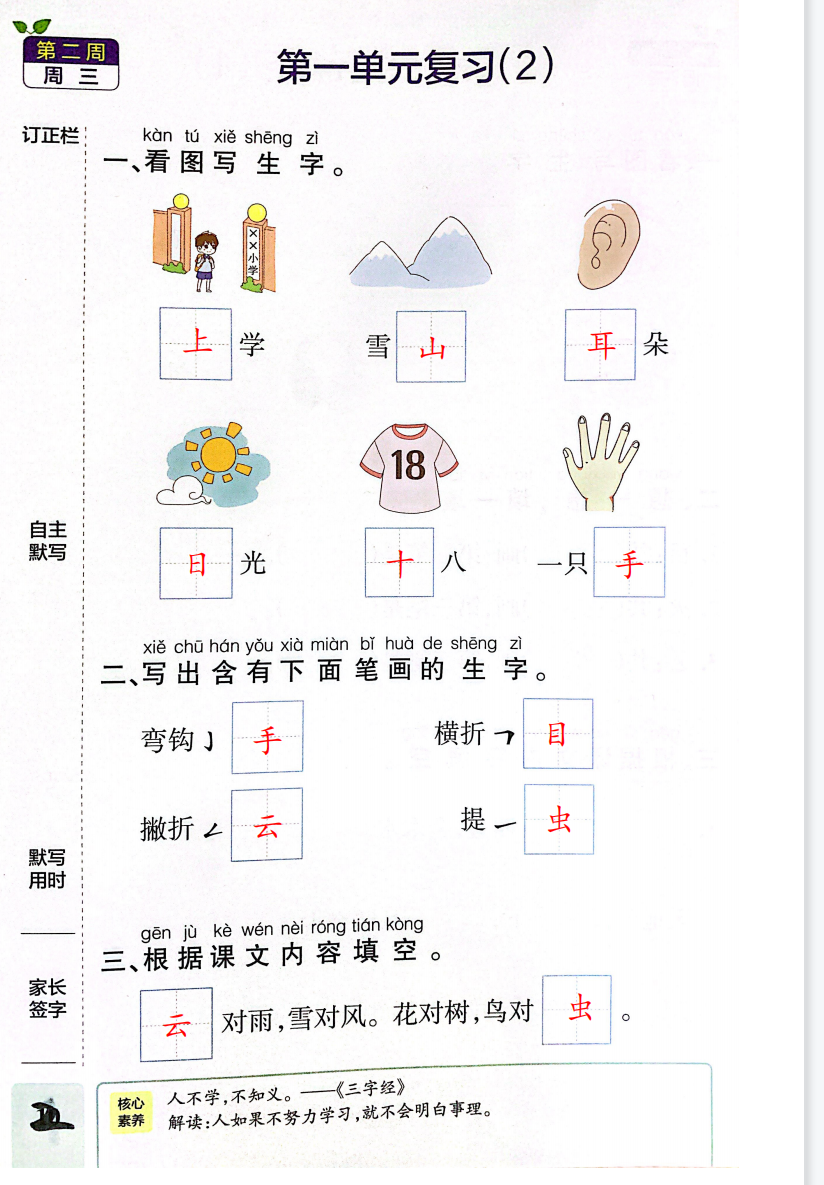 第二周
周 三
第一单元复习(2)
订正栏
kàn tú xiě shēng zì
一、看图写生字。
××小学
上 学
雪 山
耳 朵
18
日 光
十 八
一只 手
自主
默写
xiě chū hán yǒu xià miàn bǐ huà de shēng zì
二、写出含有下面笔画的生字。
弯钩 ㇁ 手
横折 ㇕ 目
撇折 ㇜ 云
提 ㇀ 虫
默写
用时
gēn jù kè wén nèi róng tián kòng
三、根据课文内容填空。
家长
签字
云 对雨,雪对风。花对树,鸟对 虫 。
核心
素养
人不学,不知义。——《三字经》
解读:人如果不努力学习,就不会明白事理。